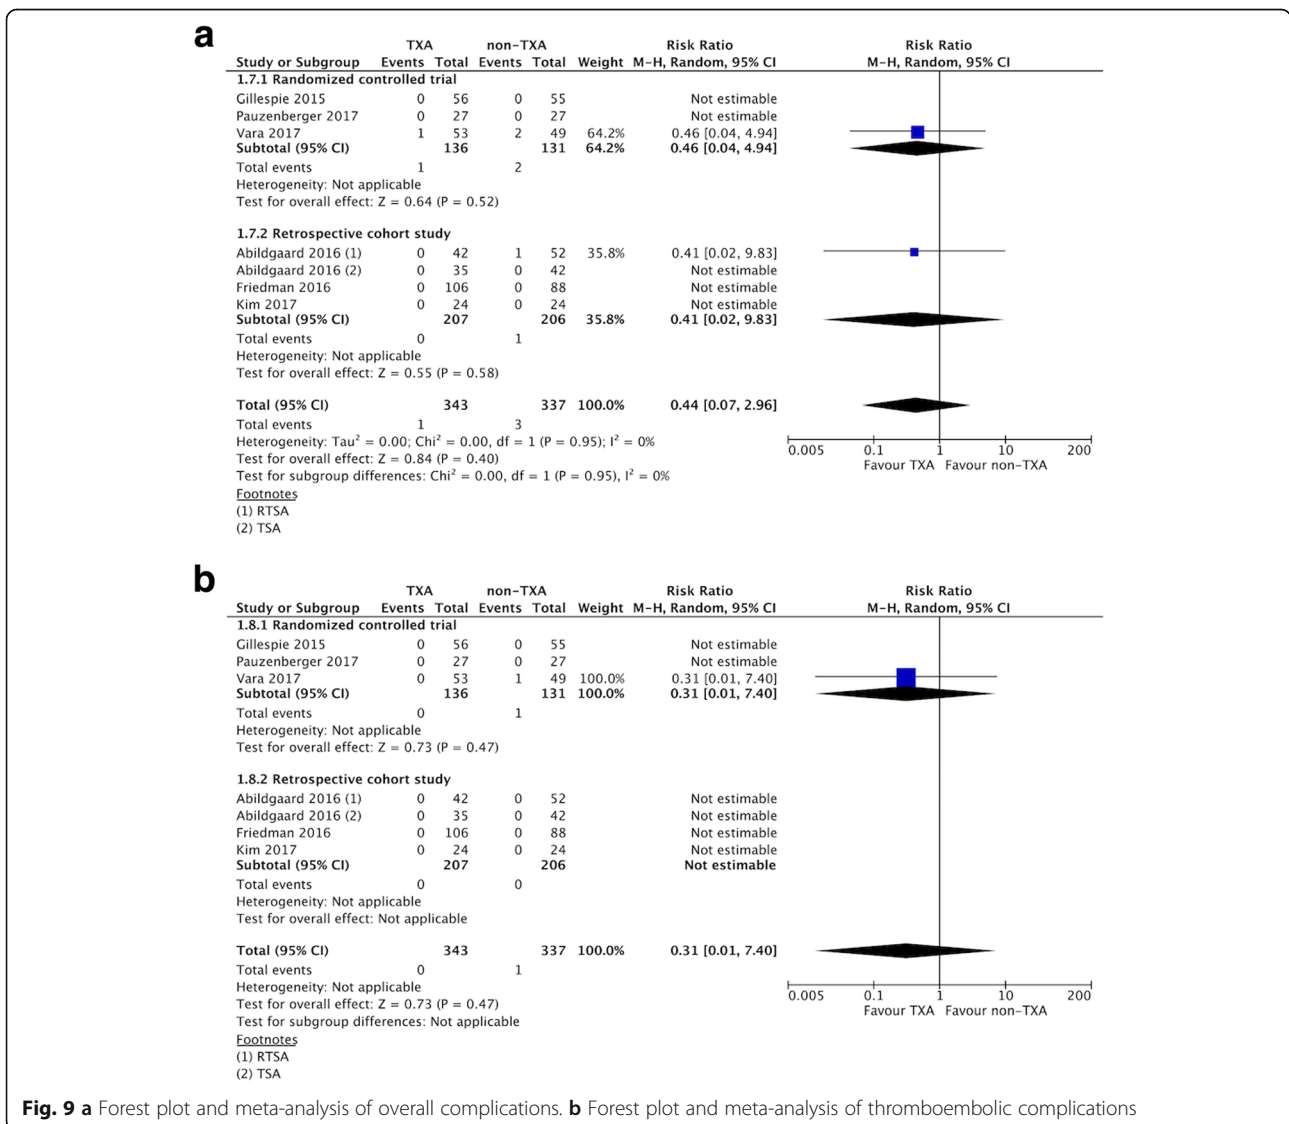 a
TXA non-TXA Risk Ratio Risk Ratio
Study or Subgroup Events Total Events Total Weight M-H, Random, 95% CI M-H, Random, 95% CI
1.7.1 Randomized controlled trial
Gillespie 2015 0 56 0 55 Not estimable
Pauzenberger 2017 0 27 0 27 Not estimable
Vara 2017 1 53 2 49 64.2% 0.46 [0.04, 4.94]
Subtotal (95% CI) 136 131 64.2% 0.46 [0.04, 4.94]
Total events 1 2
Heterogeneity: Not applicable
Test for overall effect: Z = 0.64 (P = 0.52)
1.7.2 Retrospective cohort study
Abildgaard 2016 (1) 0 42 1 52 35.8% 0.41 [0.02, 9.83]
Abildgaard 2016 (2) 0 35 0 42 Not estimable
Friedman 2016 0 106 0 88 Not estimable
Kim 2017 0 24 0 24 Not estimable
Subtotal (95% CI) 207 206 35.8% 0.41 [0.02, 9.83]
Total events 0 1
Heterogeneity: Not applicable
Test for overall effect: Z = 0.55 (P = 0.58)
Total (95% CI) 343 337 100.0% 0.44 [0.07, 2.96]
Total events 1 3
Heterogeneity: Tau² = 0.00; Chi² = 0.00, df = 1 (P = 0.95); I² = 0%
Test for overall effect: Z = 0.84 (P = 0.40)
Test for subgroup differences: Chi² = 0.00, df = 1 (P = 0.95), I² = 0%
0.005 0.1 1 10 200
Favour TXA Favour non-TXA
Footnotes
(1) RTSA
(2) TSA
b
TXA non-TXA Risk Ratio Risk Ratio
Study or Subgroup Events Total Events Total Weight M-H, Random, 95% CI M-H, Random, 95% CI
1.8.1 Randomized controlled trial
Gillespie 2015 0 56 0 55 Not estimable
Pauzenberger 2017 0 27 0 27 Not estimable
Vara 2017 0 53 1 49 100.0% 0.31 [0.01, 7.40]
Subtotal (95% CI) 136 131 100.0% 0.31 [0.01, 7.40]
Total events 0 1
Heterogeneity: Not applicable
Test for overall effect: Z = 0.73 (P = 0.47)
1.8.2 Retrospective cohort study
Abildgaard 2016 (1) 0 42 0 52 Not estimable
Abildgaard 2016 (2) 0 35 0 42 Not estimable
Friedman 2016 0 106 0 88 Not estimable
Kim 2017 0 24 0 24 Not estimable
Subtotal (95% CI) 207 206 Not estimable
Total events 0 0
Heterogeneity: Not applicable
Test for overall effect: Not applicable
Total (95% CI) 343 337 100.0% 0.31 [0.01, 7.40]
Total events 0 1
Heterogeneity: Not applicable
Test for overall effect: Z = 0.73 (P = 0.47)
Test for subgroup differences: Not applicable
0.005 0.1 1 10 200
Favour TXA Favour non-TXA
Footnotes
(1) RTSA
(2) TSA
Fig. 9 a Forest plot and meta-analysis of overall complications. b Forest plot and meta-analysis of thromboembolic complications